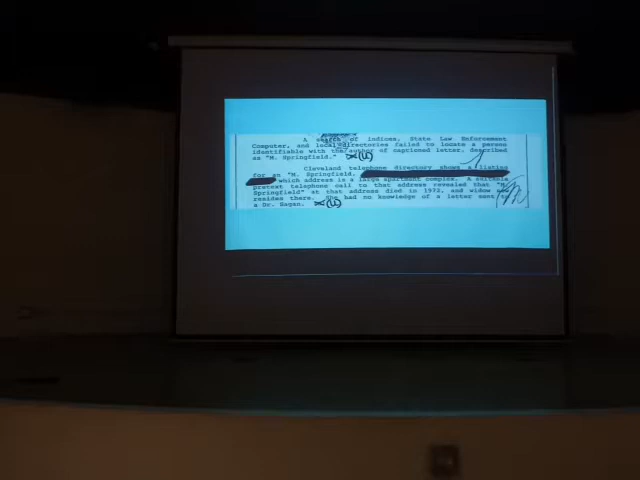 A search of indices, State Law Enforcement
Computer, and local directories failed to locate a person
identifiable with the author of captioned letter, described
as "M. Springfield." (U)
Cleveland telephone directory shows a listing
for an "M. Springfield,
which address is a large apartment complex. A suitable
pretext telephone call to that address revealed that "M.
Springfield" at that address died in 1972, and widow now
resides there. She had no knowledge of a letter sent to
a Dr. Sagan. (U)